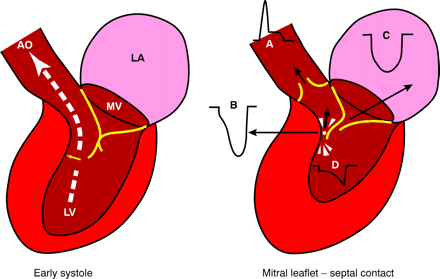 AO
LA
MV
LV
Early systole
A
C
B
D
Mitral leaflet – septal contact